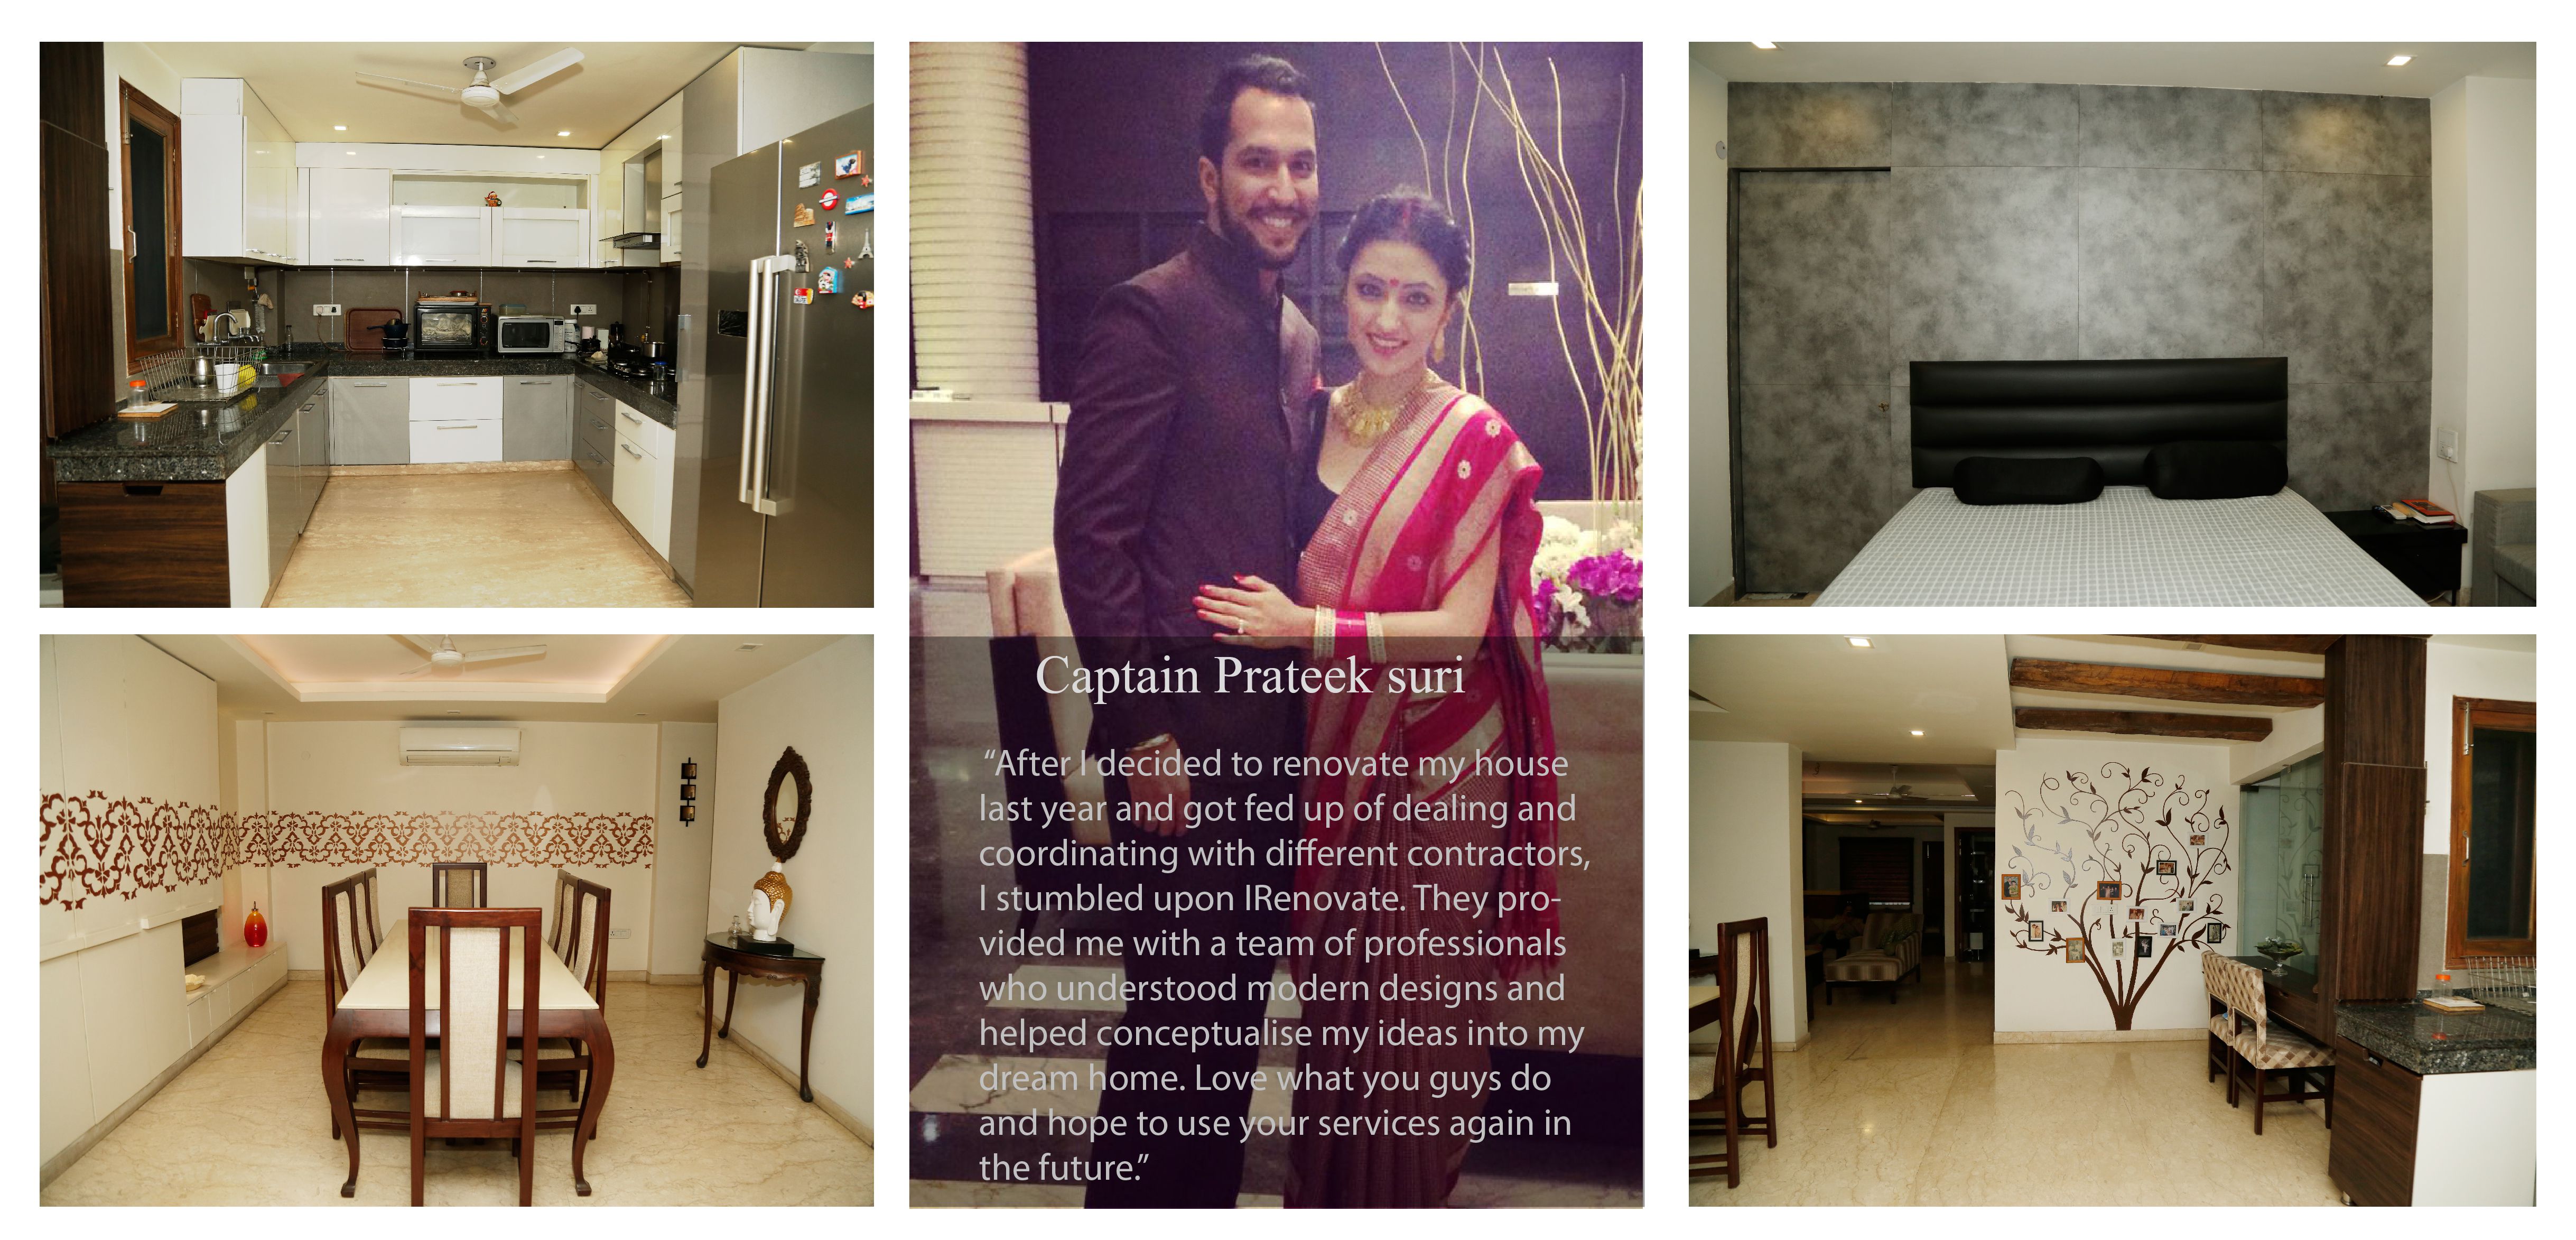 Captain Prateek suri
“After I decided to renovate my house
last year and got fed up of dealing and
coordinating with different contractors,
I stumbled upon IRenovate. They pro-
vided me with a team of professionals
who understood modern designs and
helped conceptualise my ideas into my
dream home. Love what you guys do
and hope to use your services again in
the future.”